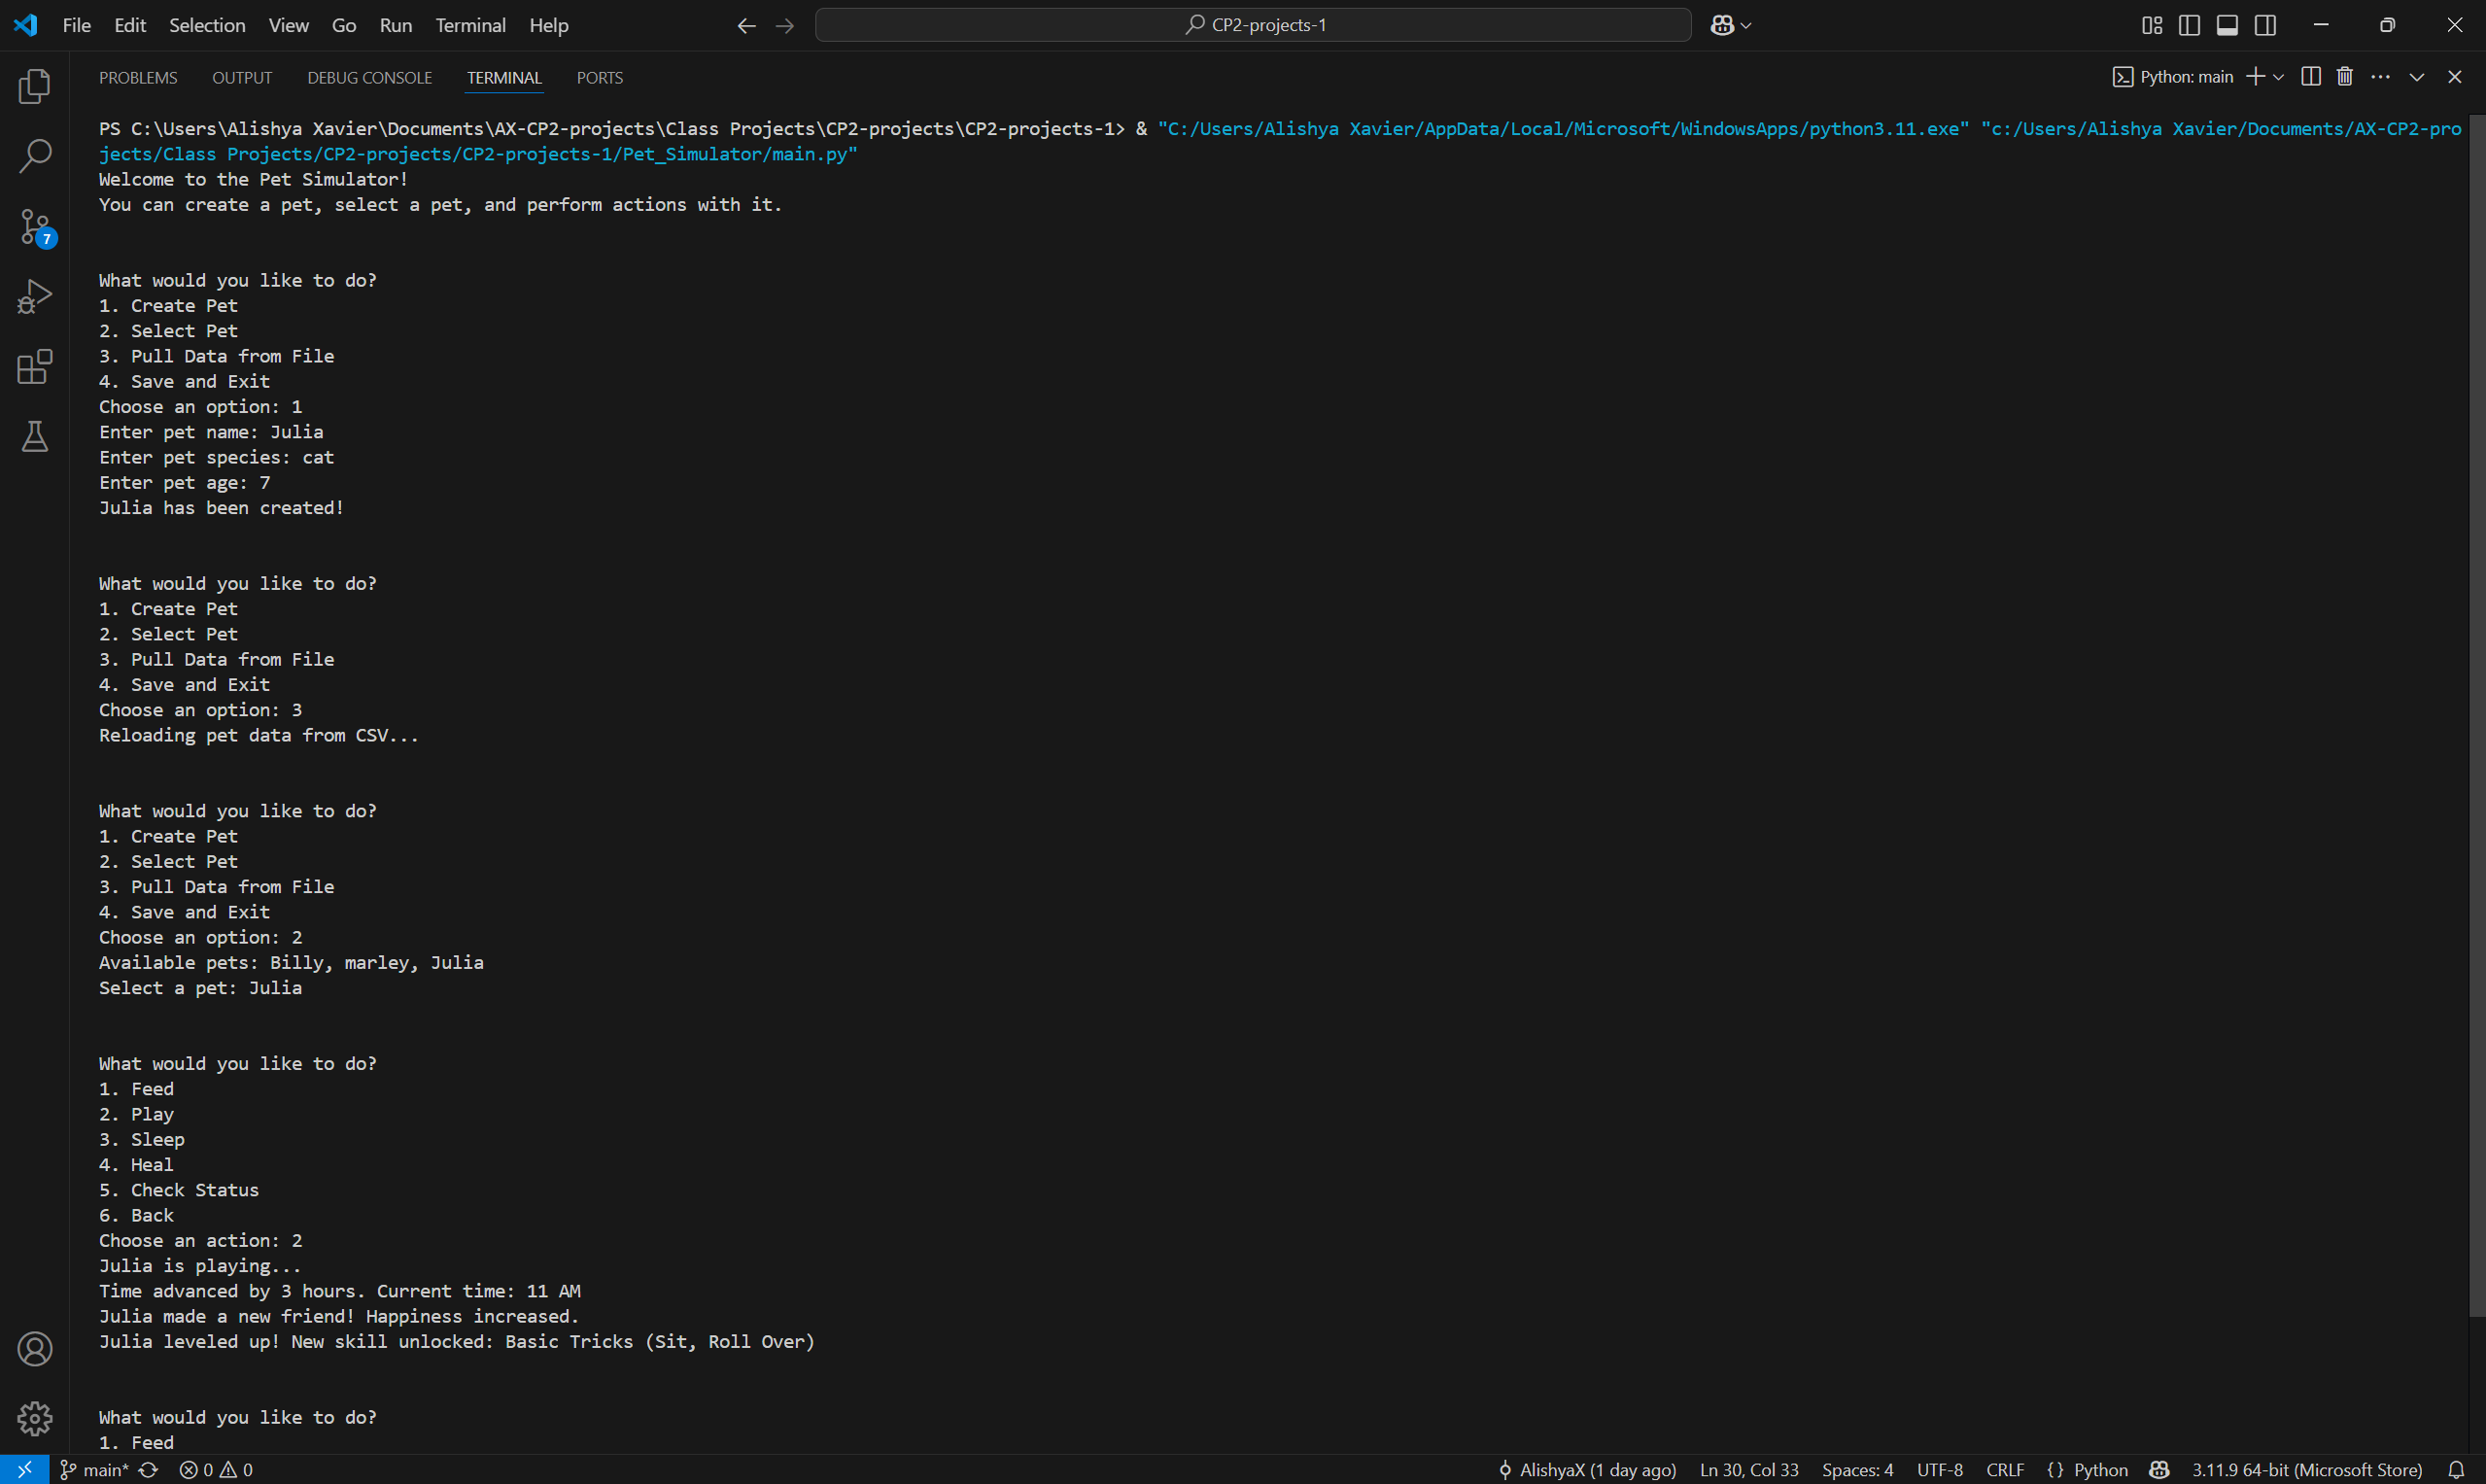 File Edit Selection View Go Run Terminal Help
CP2-projects-1
PROBLEMS OUTPUT DEBUG CONSOLE TERMINAL PORTS
Python: main
PS C:\Users\Alishya Xavier\Documents\AX-CP2-projects\Class Projects\CP2-projects\CP2-projects-1> & "C:/Users/Alishya Xavier/AppData/Local/Microsoft/WindowsApps/python3.11.exe" "c:/Users/Alishya Xavier/Documents/AX-CP2-pro
jects/Class Projects/CP2-projects/CP2-projects-1/Pet_Simulator/main.py"
Welcome to the Pet Simulator!
You can create a pet, select a pet, and perform actions with it.
7
What would you like to do?
1. Create Pet
2. Select Pet
3. Pull Data from File
4. Save and Exit
Choose an option: 1
Enter pet name: Julia
Enter pet species: cat
Enter pet age: 7
Julia has been created!
What would you like to do?
1. Create Pet
2. Select Pet
3. Pull Data from File
4. Save and Exit
Choose an option: 3
Reloading pet data from CSV...
What would you like to do?
1. Create Pet
2. Select Pet
3. Pull Data from File
4. Save and Exit
Choose an option: 2
Available pets: Billy, marley, Julia
Select a pet: Julia
What would you like to do?
1. Feed
2. Play
3. Sleep
4. Heal
5. Check Status
6. Back
Choose an action: 2
Julia is playing...
Time advanced by 3 hours. Current time: 11 AM
Julia made a new friend! Happiness increased.
Julia leveled up! New skill unlocked: Basic Tricks (Sit, Roll Over)
What would you like to do?
1. Feed
main* 0 0 AlishyaX (1 day ago) Ln 30, Col 33 Spaces: 4 UTF-8 CRLF {} Python 3.11.9 64-bit (Microsoft Store)